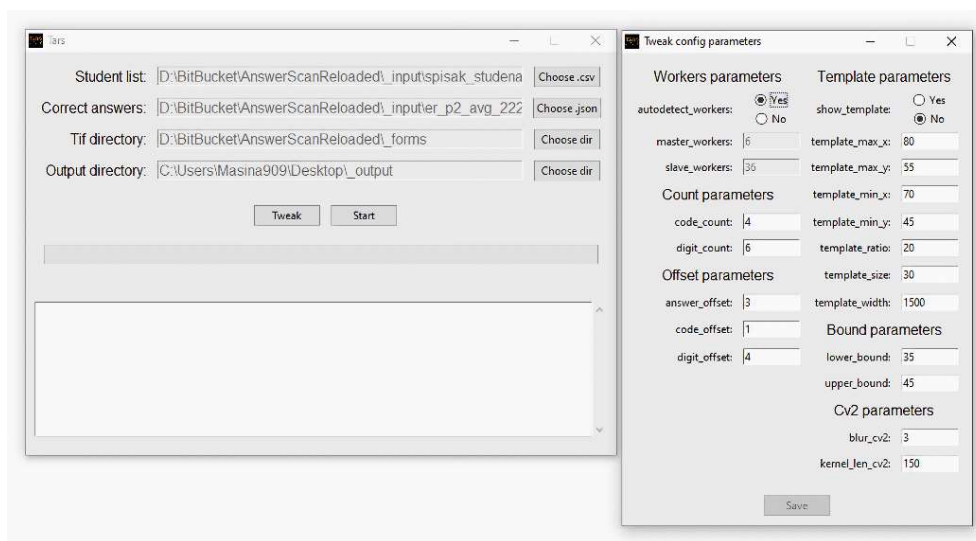 Tars
Student list: D:\BitBucket\AnswerScanReloaded\_input\spisak_studena Choose .csv
Correct answers: D:\BitBucket\AnswerScanReloaded\_input\er_p2_avg_222 Choose .json
Tif directory: D:\BitBucket\AnswerScanReloaded\_forms Choose dir
Output directory: C:\Users\Masina909\Desktop\_output Choose dir
Tweak Start
Tweak config parameters
Workers parameters
autodetect_workers: Yes
No
master_workers: 6
slave_workers: 36
Count parameters
code_count: 4
digit_count: 6
Offset parameters
answer_offset: 3
code_offset: 1
digit_offset: 4
Template parameters
show_template: Yes
No
template_max_x: 80
template_max_y: 55
template_min_x: 70
template_min_y: 45
template_ratio: 20
template_size: 30
template_width: 1500
Bound parameters
lower_bound: 35
upper_bound: 45
Cv2 parameters
blur_cv2: 3
kernel_len_cv2: 150
Save